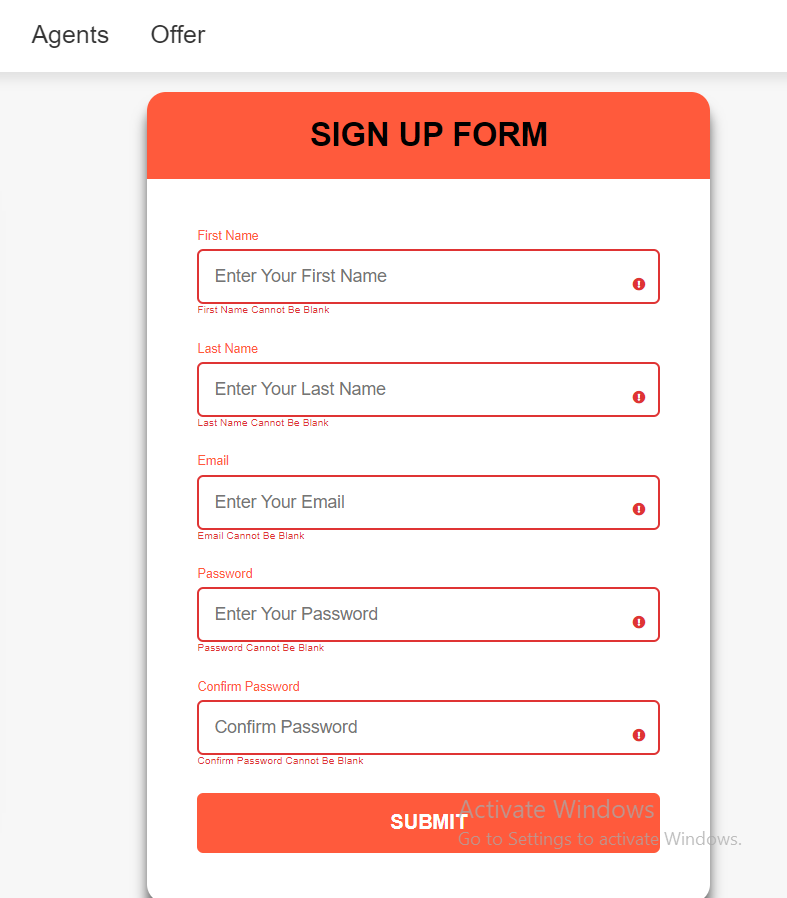 Agents Offer
SIGN UP FORM
First Name
Enter Your First Name
First Name Cannot Be Blank
Last Name
Enter Your Last Name
Last Name Cannot Be Blank
Email
Enter Your Email
Email Cannot Be Blank
Password
Enter Your Password
Password Cannot Be Blank
Confirm Password
Confirm Password
Confirm Password Cannot Be Blank
Activate Windows
SUBMIT
Go to Settings to activate Windows.